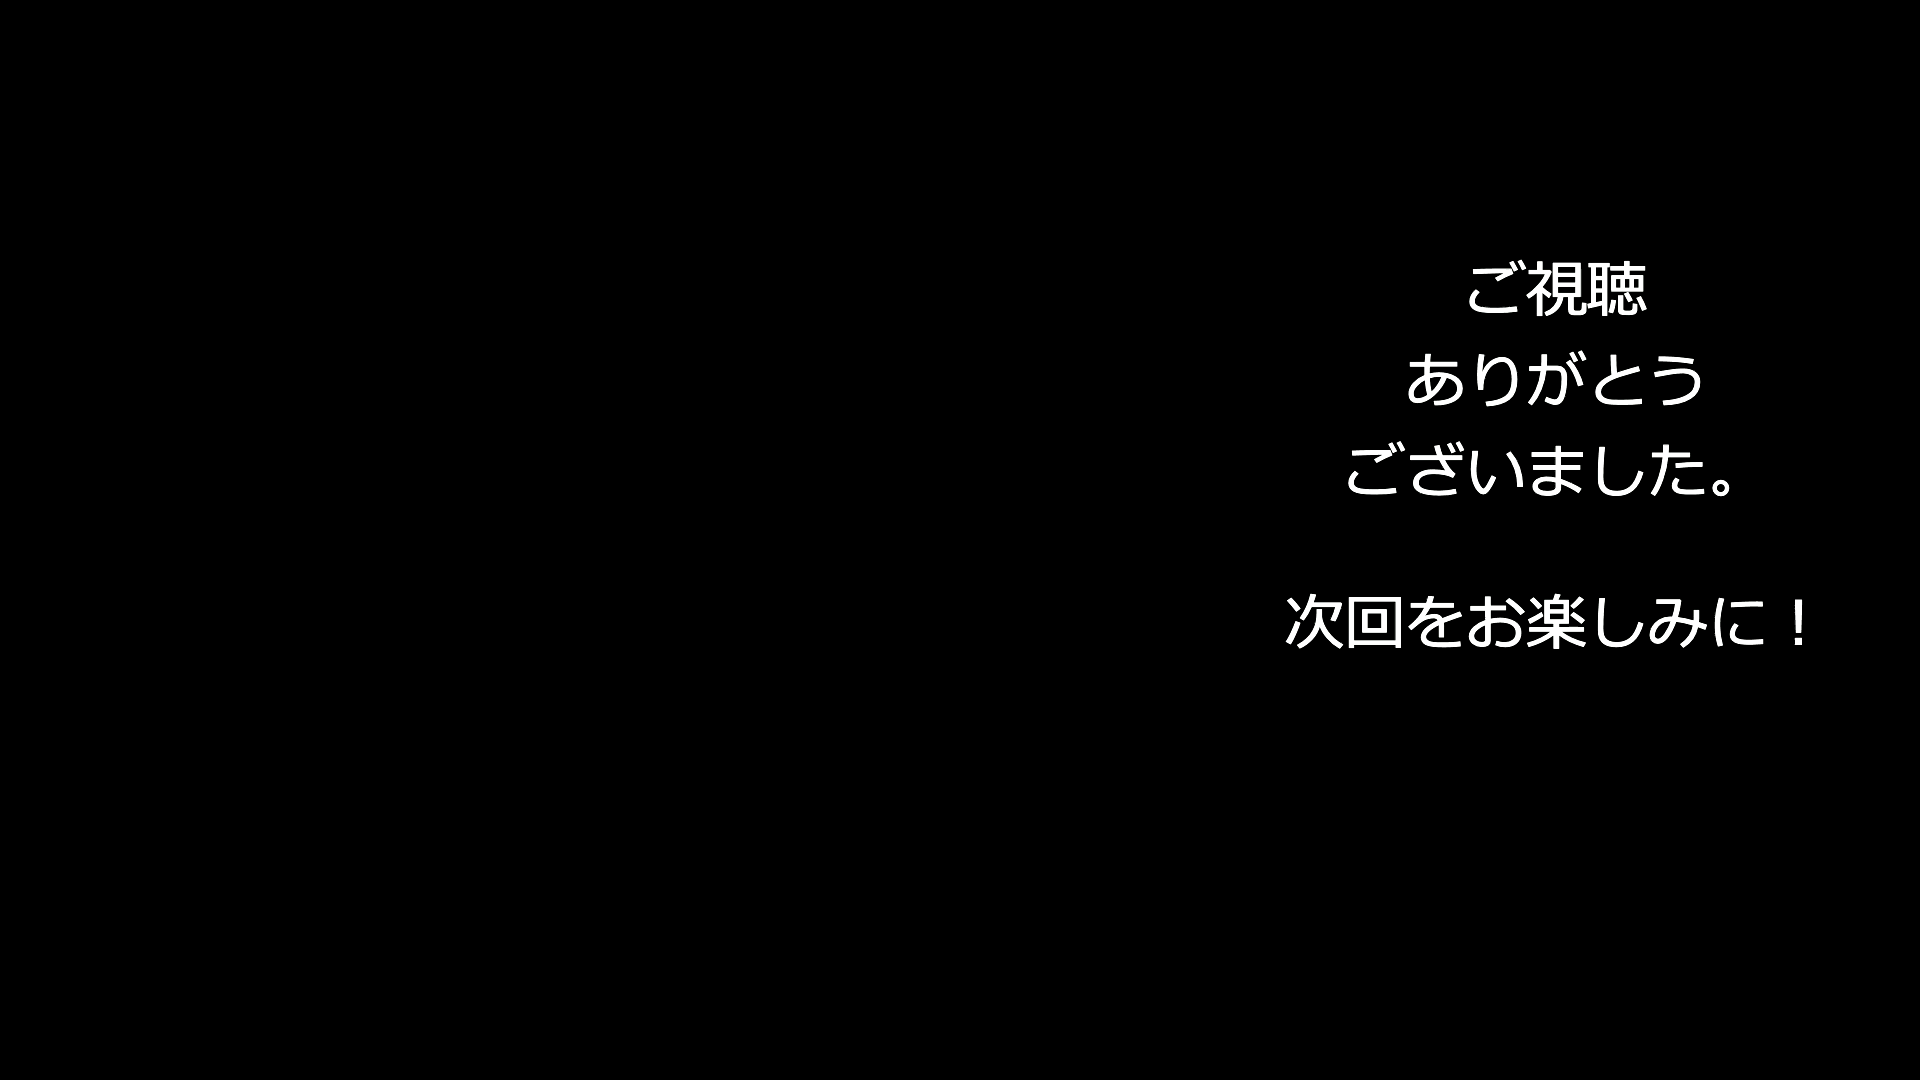 ご視聴
ありがとう
ございました。
次回をお楽しみに！